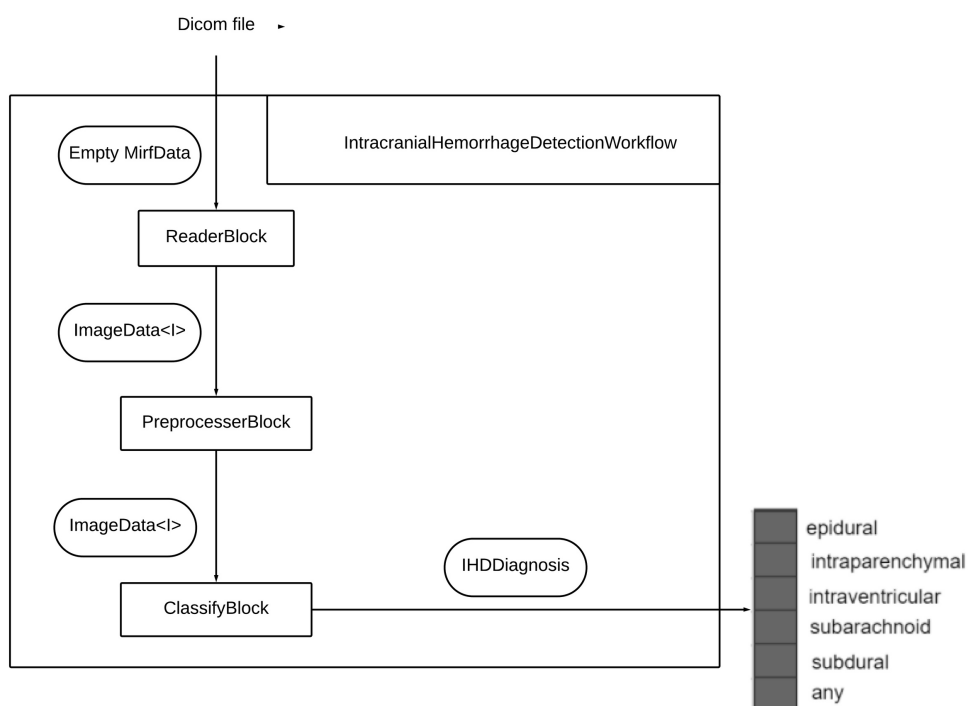 Dicom file
IntracranialHemorrhageDetectionWorkflow
Empty MirfData
ReaderBlock
ImageData<I>
PreprocesserBlock
ImageData<I>
ClassifyBlock
IHDDiagnosis
epidural
intraparenchymal
intraventricular
subarachnoid
subdural
any